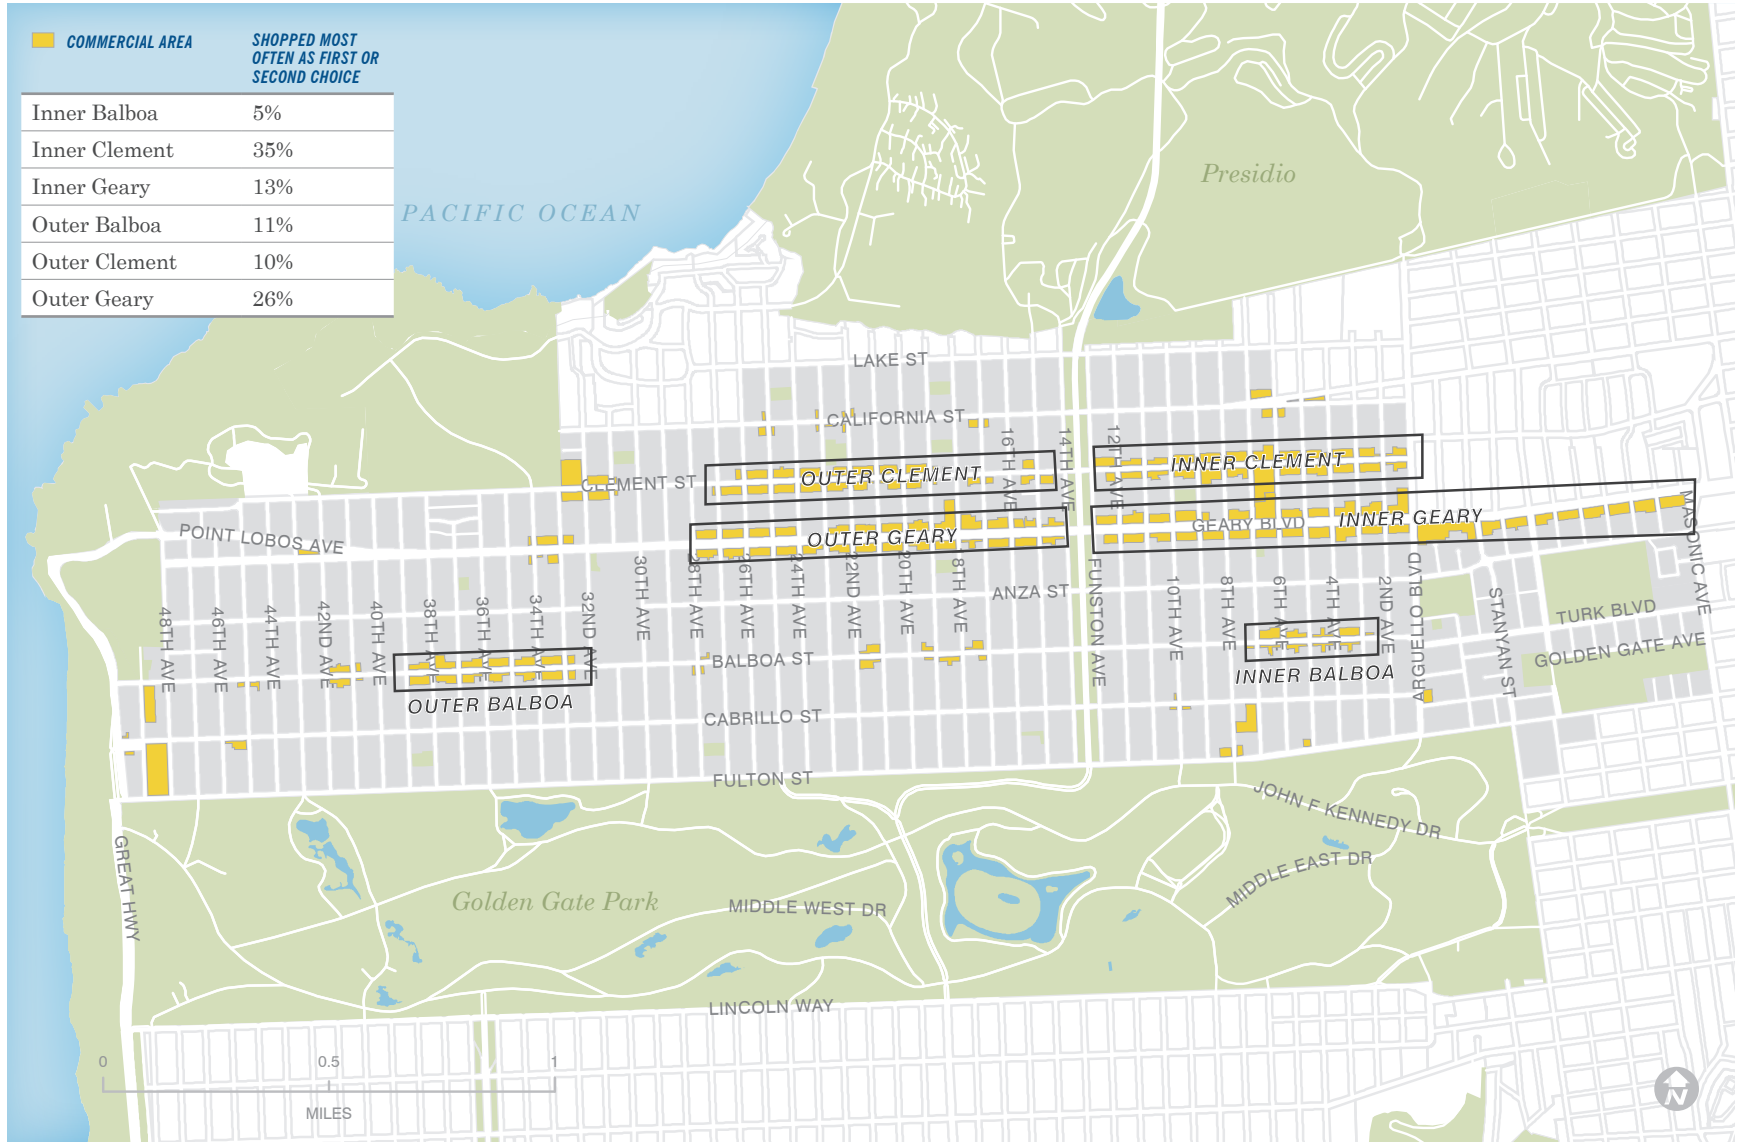 COMMERCIAL AREA
SHOPPED MOST
OFTEN AS FIRST OR
SECOND CHOICE
Inner Balboa 5%
Inner Clement 35%
Inner Geary 13%
Outer Balboa 11%
Outer Clement 10%
Outer Geary 26%
PACIFIC OCEAN
Presidio
LAKE ST
CALIFORNIA ST
CLEMENT ST
OUTER CLEMENT
INNER CLEMENT
16TH AVE
14TH AVE
12TH AVE
POINT LOBOS AVE
OUTER GEARY
GEARY BLVD
INNER GEARY
MASONIC AVE
48TH AVE
46TH AVE
44TH AVE
42ND AVE
40TH AVE
38TH AVE
36TH AVE
34TH AVE
32ND AVE
30TH AVE
28TH AVE
26TH AVE
24TH AVE
22ND AVE
20TH AVE
18TH AVE
ANZA ST
FUNSTON AVE
10TH AVE
8TH AVE
6TH AVE
4TH AVE
2ND AVE
ARGUELLO BLVD
STANYAN ST
TURK BLVD
GOLDEN GATE AVE
BALBOA ST
OUTER BALBOA
INNER BALBOA
CABRILLO ST
FULTON ST
JOHN F KENNEDY DR
MIDDLE EAST DR
GREAT HWY
Golden Gate Park
MIDDLE WEST DR
LINCOLN WAY
0 0.5 1
MILES
N